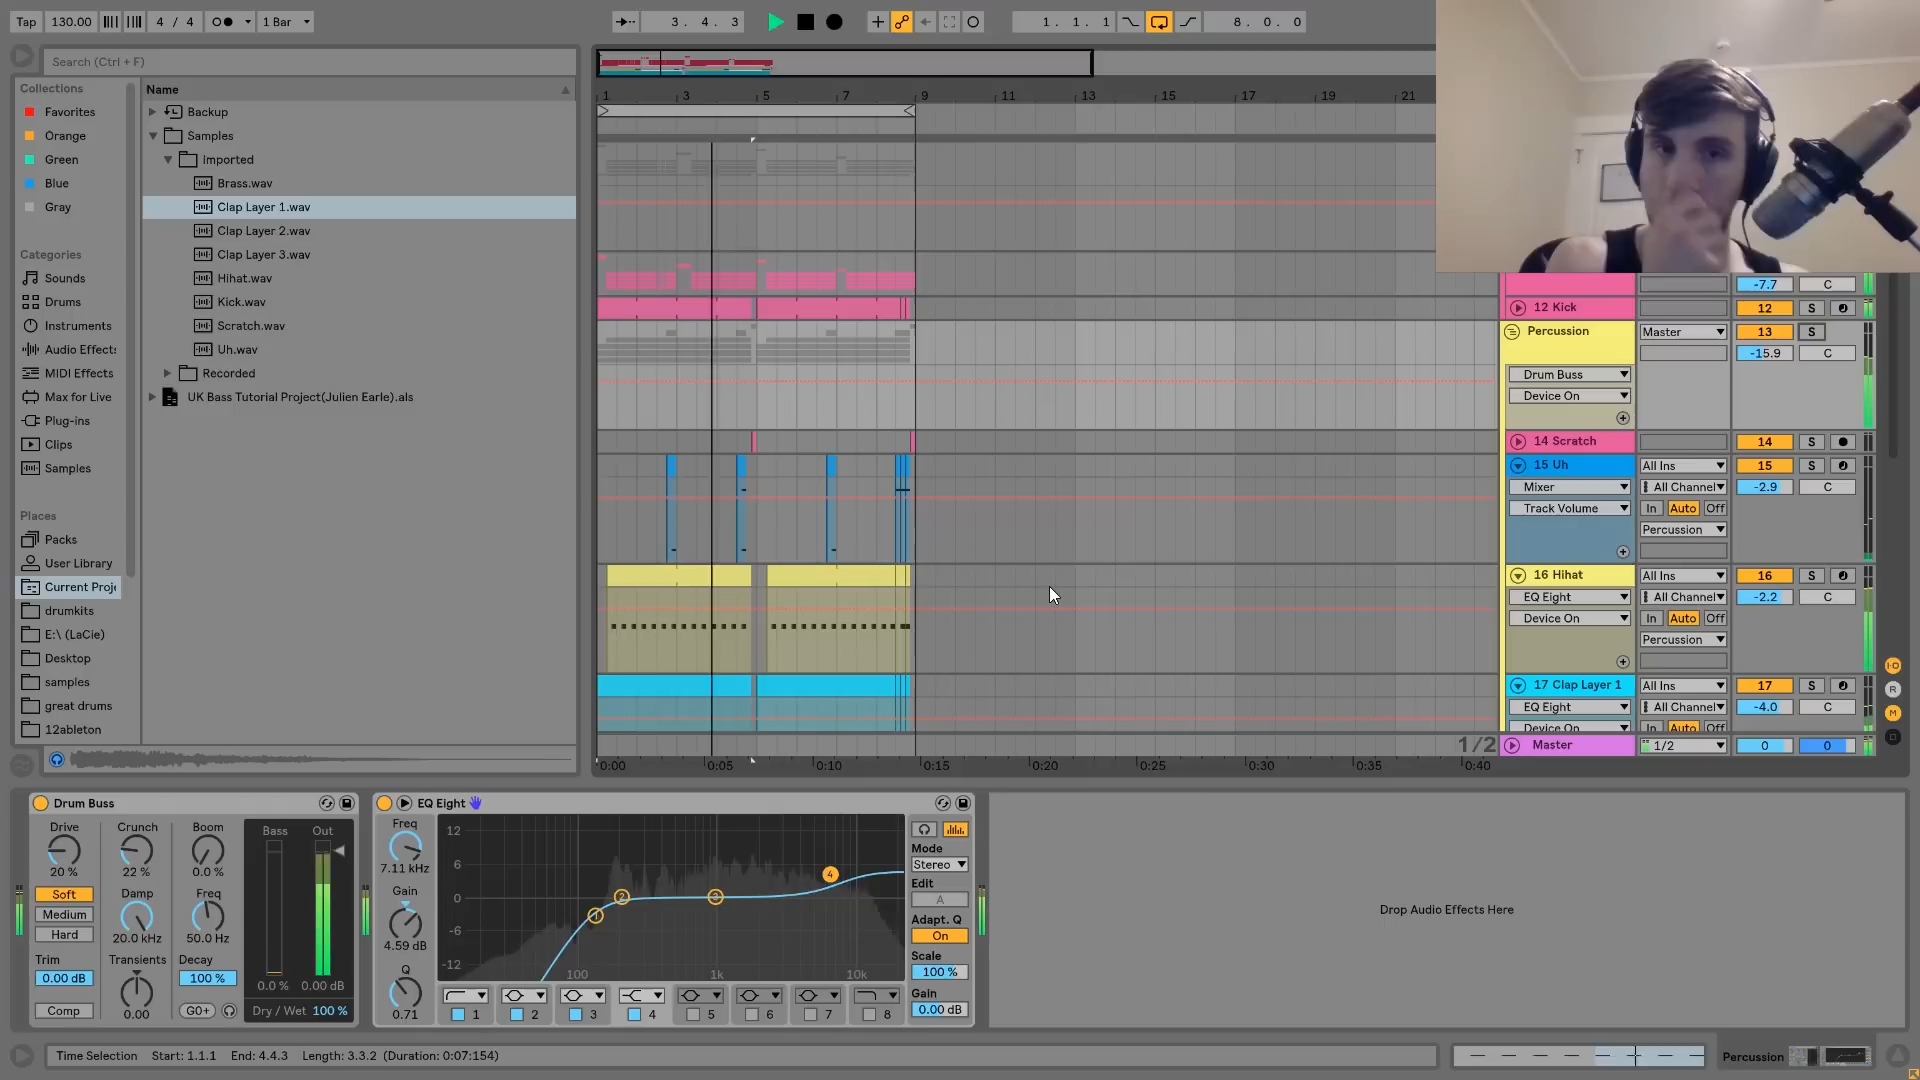 Tap 130.00 4 / 4 1 Bar 3. 4. 3 1. 1. 1 8. 0. 0
Search (Ctrl + F)
Collections
Favorites
Orange
Green
Blue
Gray
Categories
Sounds
Drums
Instruments
Audio Effects
MIDI Effects
Max for Live
Plug-ins
Clips
Samples
Places
Packs
User Library
Current Proje
drumkits
E:\ (LaCie)
Desktop
samples
great drums
12ableton
Name
Backup
Samples
Imported
Brass.wav
Clap Layer 1.wav
Clap Layer 2.wav
Clap Layer 3.wav
Hihat.wav
Kick.wav
Scratch.wav
Uh.wav
Recorded
UK Bass Tutorial Project(Julien Earle).als
1 3 5 7 9 11 13 15 17 19 21
-7.7 C
12 Kick 12 S
Percussion Master 13 S
-15.9 C
Drum Buss
Device On
14 Scratch 14 S
15 Uh All Ins 15 S
Mixer All Channel -2.9 C
Track Volume In Auto Off
Percussion
16 Hihat All Ins 16 S
EQ Eight All Channel -2.2 C
Device On In Auto Off
Percussion
17 Clap Layer 1 All Ins 17 S
EQ Eight All Channel -4.0 C
Device On In Auto Off
1/2 Master 1/2 0 0
0:00 0:05 0:10 0:15 0:20 0:25 0:30 0:35 0:40
I·O
R
M
D
Drum Buss
Drive Crunch Boom Bass Out
20 % 22 % 0.0 %
Soft Damp Freq
Medium
Hard 20.0 kHz 50.0 Hz
Trim Transients Decay
0.00 dB 100 % 0.0 % 0.00 dB
Comp 0.00 G0+ Dry / Wet 100 %
EQ Eight
Freq
7.11 kHz
Gain
4.59 dB
Q
0.71
12
6
0
-6
-12
100 1k 10k
1 2 3 4
1 2 3 4 5 6 7 8
Mode
Stereo
Edit
A
Adapt. Q
On
Scale
100 %
Gain
0.00 dB
Drop Audio Effects Here
Time Selection Start: 1.1.1 End: 4.4.3 Length: 3.3.2 (Duration: 0:07:154)
Percussion